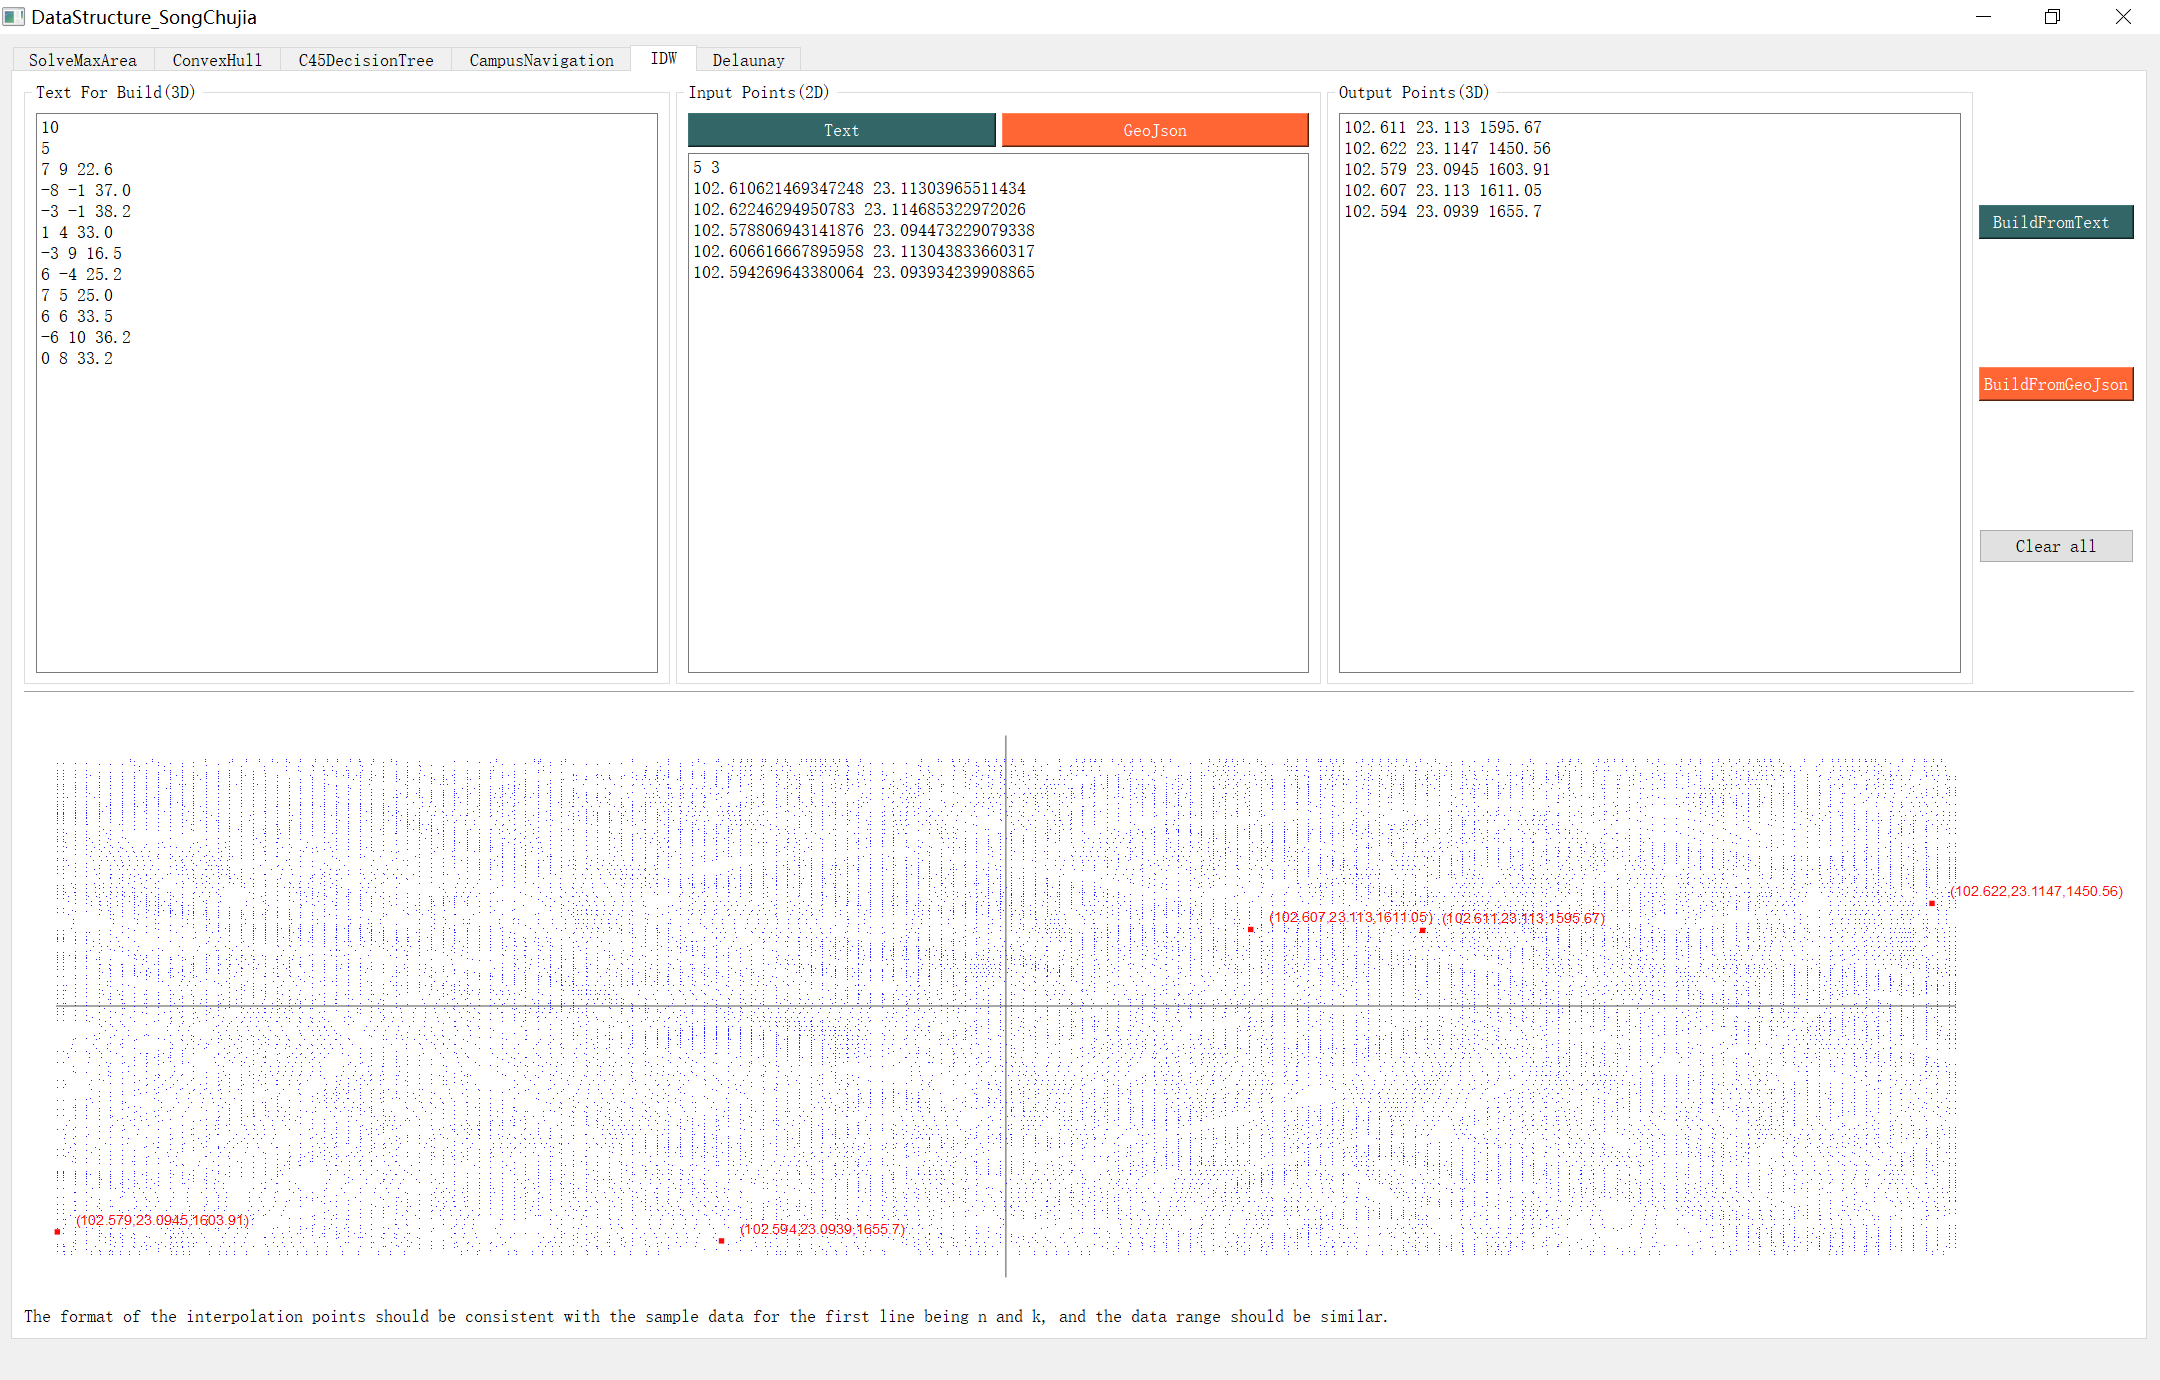 DataStructure_SongChujia
SolveMaxArea ConvexHull C45DecisionTree CampusNavigation IDW Delaunay
Text For Build(3D)
10
5
7 9 22.6
-8 -1 37.0
-3 -1 38.2
1 4 33.0
-3 9 16.5
6 -4 25.2
7 5 25.0
6 6 33.5
-6 10 36.2
0 8 33.2
Input Points(2D)
Text GeoJson
5 3
102.610621469347248 23.11303965511434
102.62246294950783 23.114685322972026
102.578806943141876 23.094473229079338
102.606616667895958 23.113043833660317
102.594269643380064 23.093934239908865
Output Points(3D)
102.611 23.113 1595.67
102.622 23.1147 1450.56
102.579 23.0945 1603.91
102.607 23.113 1611.05
102.594 23.0939 1655.7
BuildFromText
BuildFromGeoJson
Clear all
(102.622,23.1147,1450.56)
(102.607,23.113,1611.05) (102.611,23.113,1595.67)
(102.579,23.0945,1603.91)
(102.594,23.0939,1655.7)
The format of the interpolation points should be consistent with the sample data for the first line being n and k, and the data range should be similar.